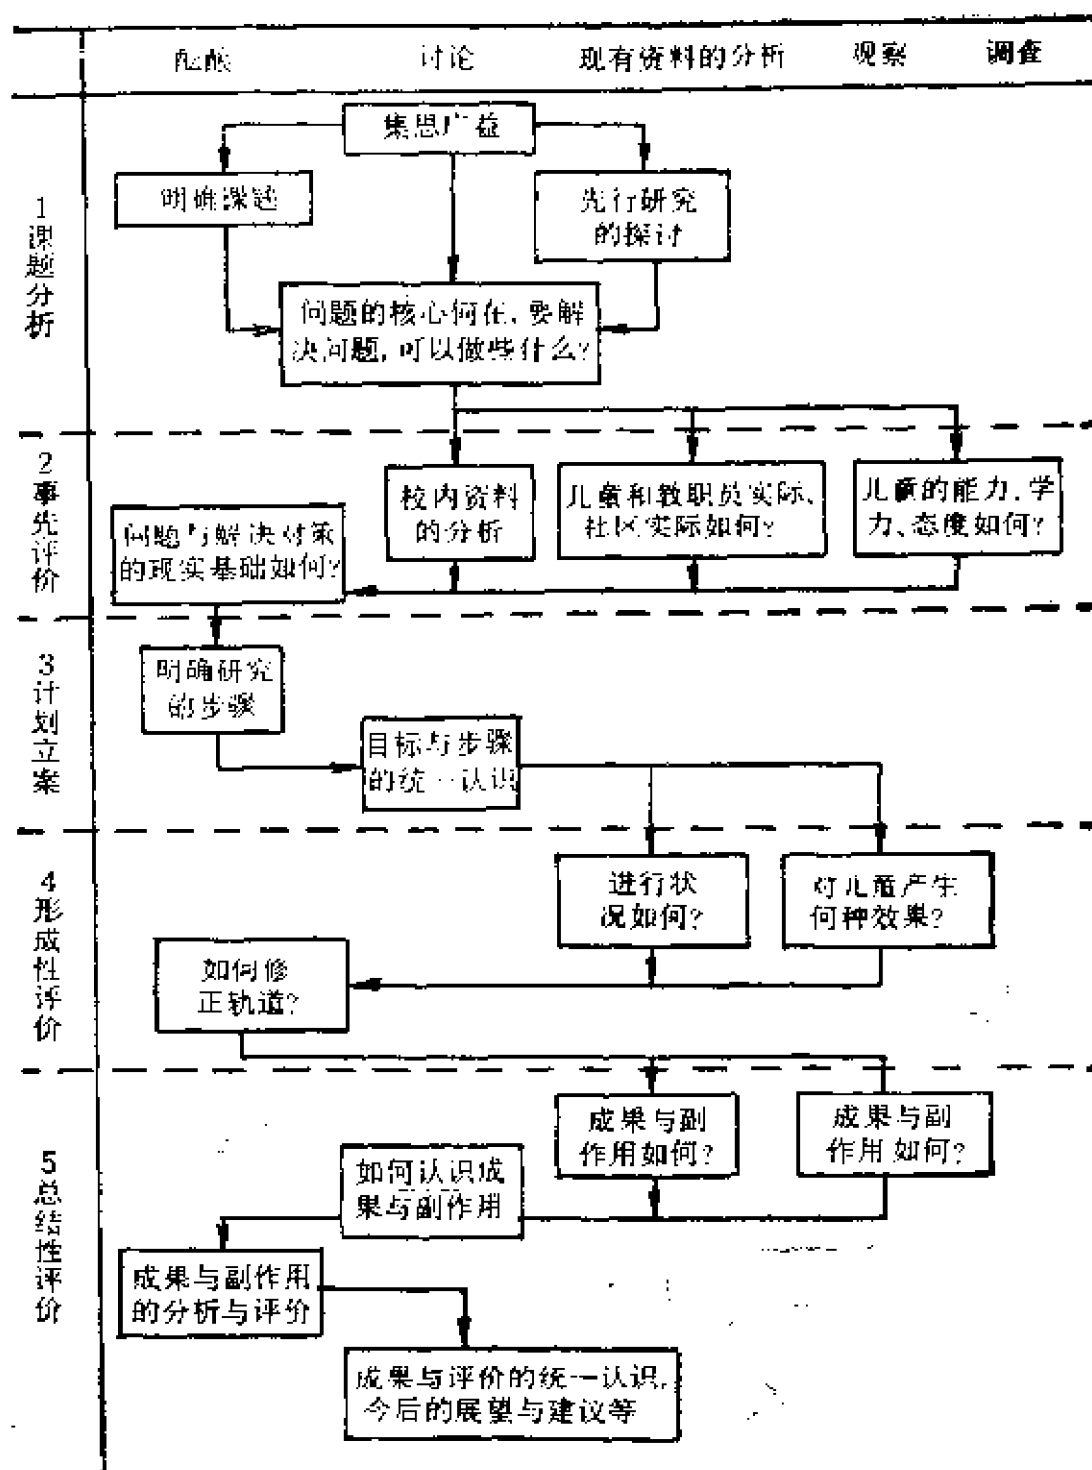 酝酿 讨论 现有资料的分析 观察 调查
1 课题分析
集思广益
明确课题
先行研究
的探讨
问题的核心何在,要解
决问题,可以做些什么?
2 事先评价
校内资料
的分析
儿童和教职员实际、
社区实际如何?
儿童的能力、学
力、态度如何?
问题与解决对策
的现实基础如何?
3 计划立案
明确研究
的步骤
目标与步骤
的统一认识
4 形成性评价
进行状
况如何?
对儿童产生
何种效果?
如何修
正轨道?
5 总结性评价
成果与副
作用如何?
成果与副
作用如何?
如何认识成
果与副作用
成果与副作用
的分析与评价
成果与评价的统一认识,
今后的展望与建议等